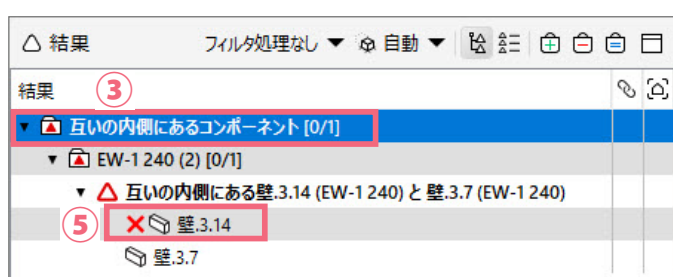 結果 フィルタ処理なし 自動
結果 ③
互いの内側にあるコンポーネント [0/1]
EW-1 240 (2) [0/1]
互いの内側にある壁.3.14 (EW-1 240) と 壁.3.7 (EW-1 240)
⑤ 壁.3.14
壁.3.7